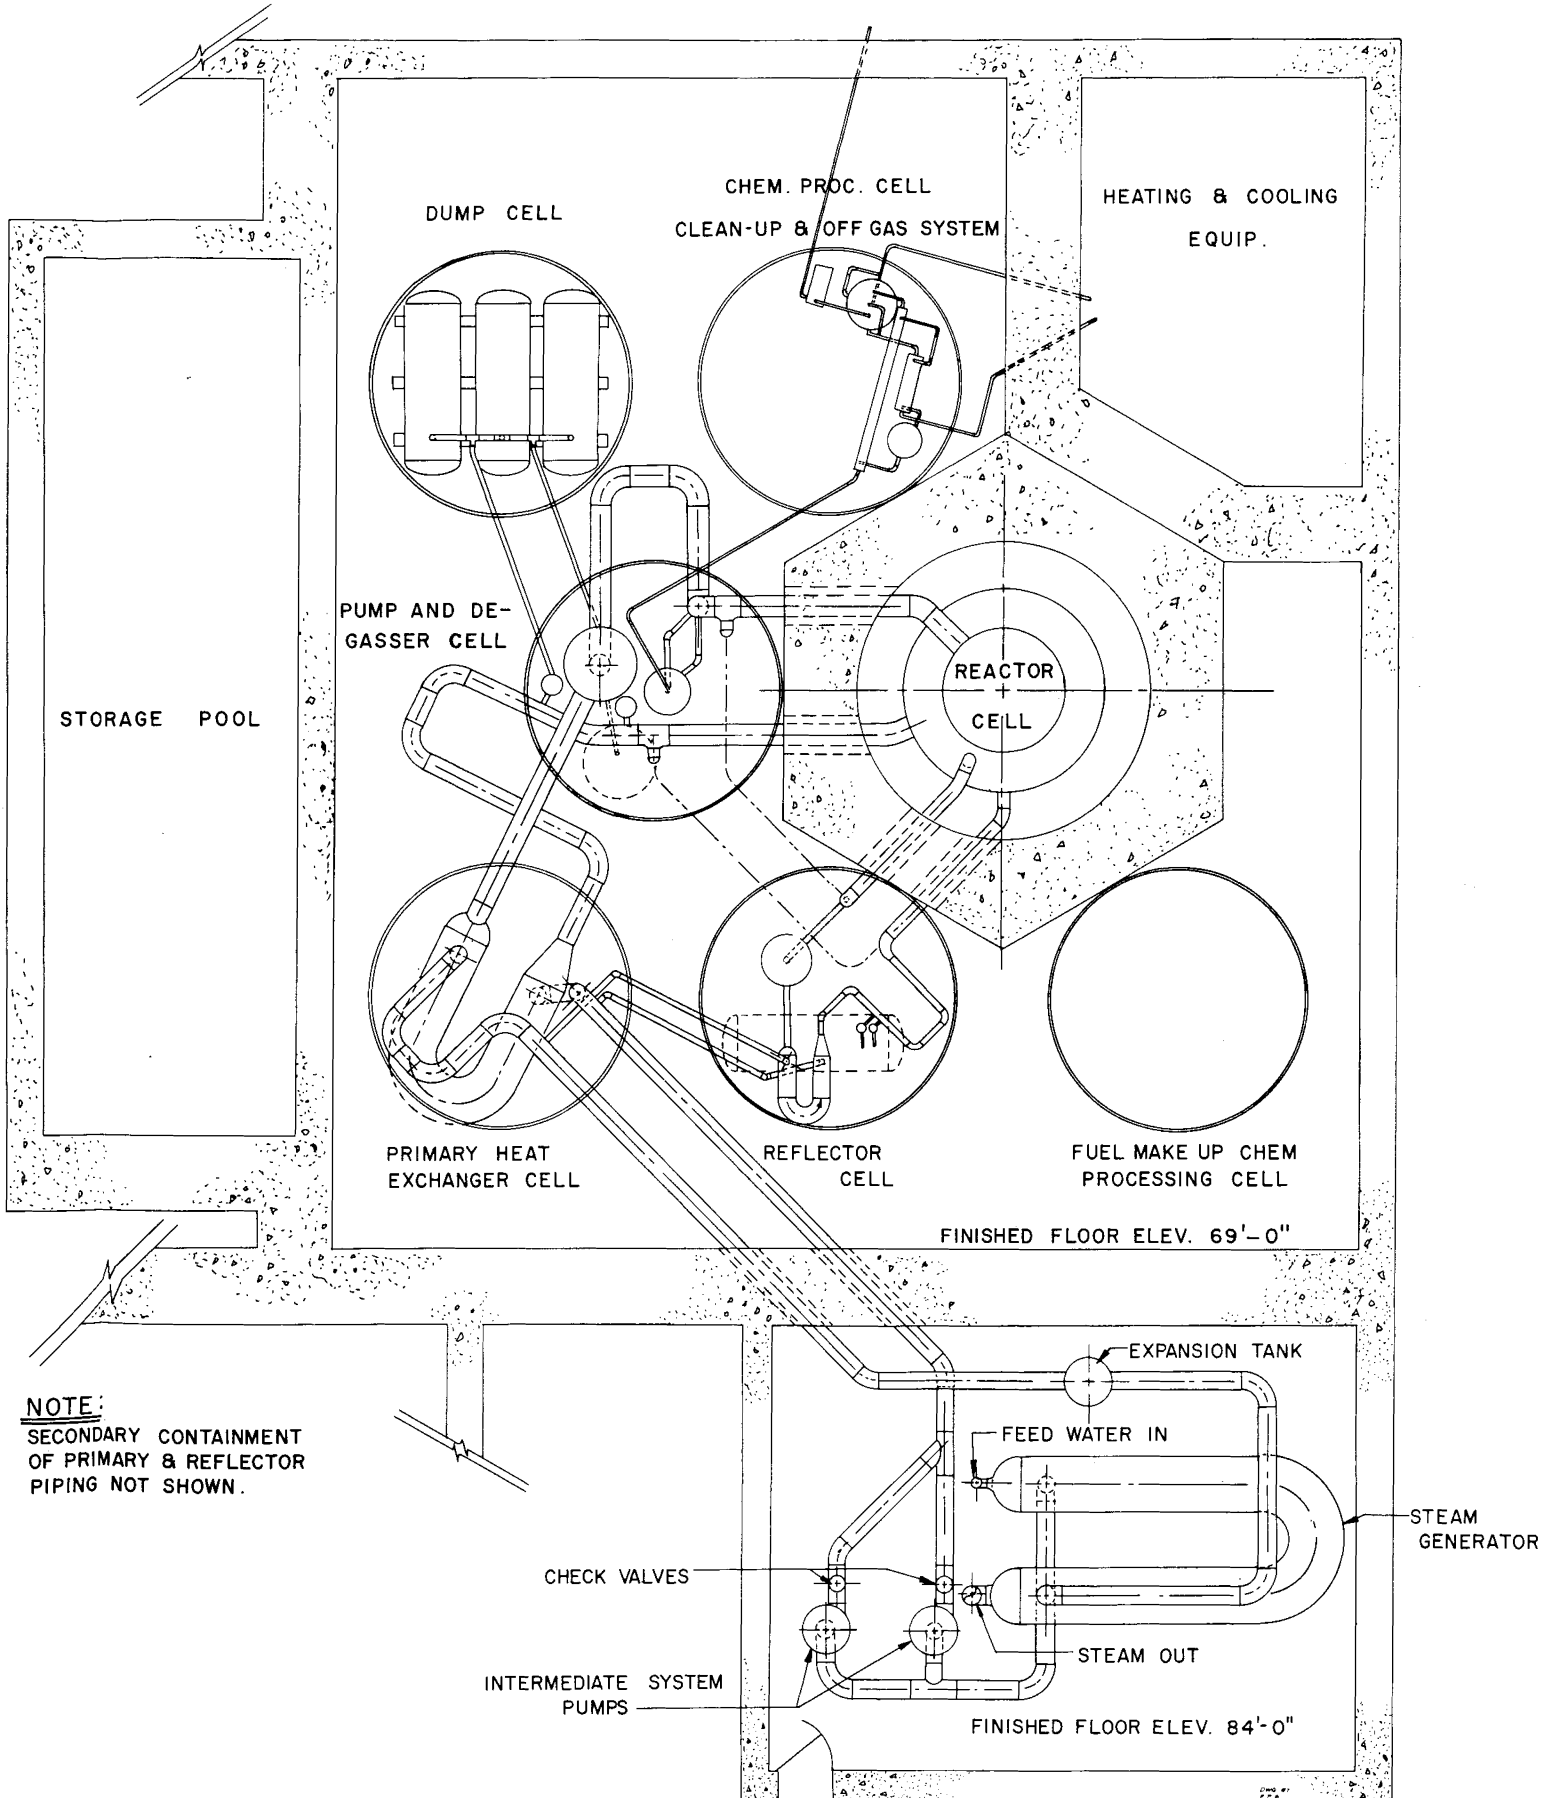 CHEM. PROC. CELL
CLEAN-UP & OFF GAS SYSTEM
DUMP CELL
HEATING & COOLING
EQUIP.
PUMP AND DE-
GASSER CELL
REACTOR
CELL
STORAGE POOL
PRIMARY HEAT
EXCHANGER CELL
REFLECTOR
CELL
FUEL MAKE UP CHEM
PROCESSING CELL
FINISHED FLOOR ELEV. 69'-0"
EXPANSION TANK
NOTE:
SECONDARY CONTAINMENT
OF PRIMARY & REFLECTOR
PIPING NOT SHOWN.
FEED WATER IN
STEAM
GENERATOR
CHECK VALVES
STEAM OUT
INTERMEDIATE SYSTEM
PUMPS
FINISHED FLOOR ELEV. 84'-0"